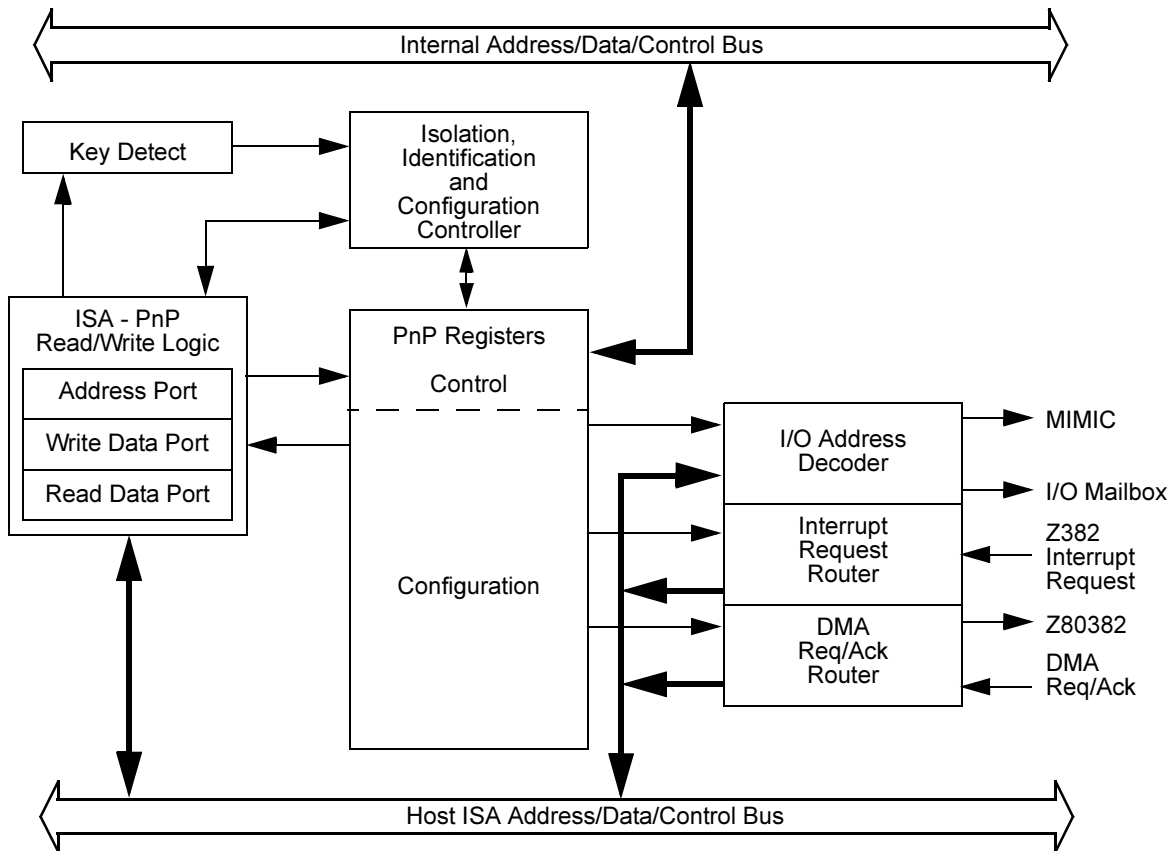 Internal Address/Data/Control Bus
Key Detect
Isolation,
Identification
and
Configuration
Controller
ISA - PnP
Read/Write Logic
Address Port
Write Data Port
Read Data Port
PnP Registers
Control
Configuration
I/O Address
Decoder
Interrupt
Request
Router
DMA
Req/Ack
Router
MIMIC
I/O Mailbox
Z382
Interrupt
Request
Z80382
DMA
Req/Ack
Host ISA Address/Data/Control Bus